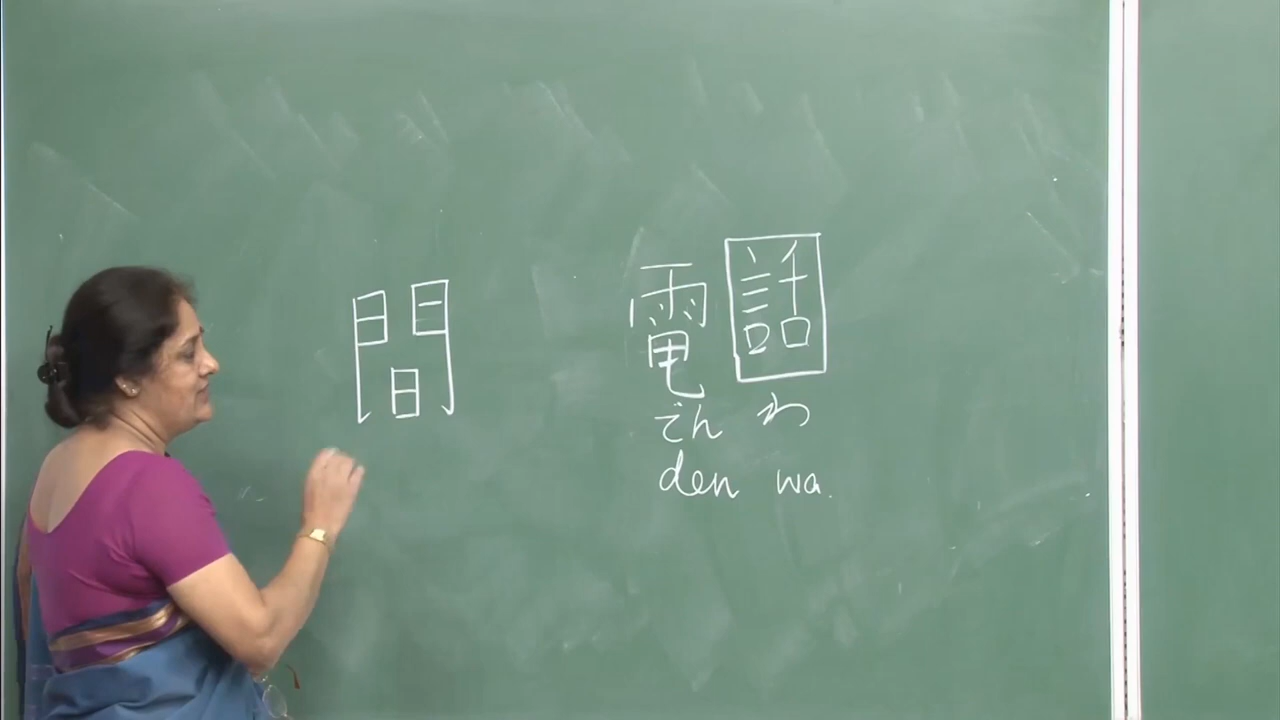 間
電話
でん わ
den wa.